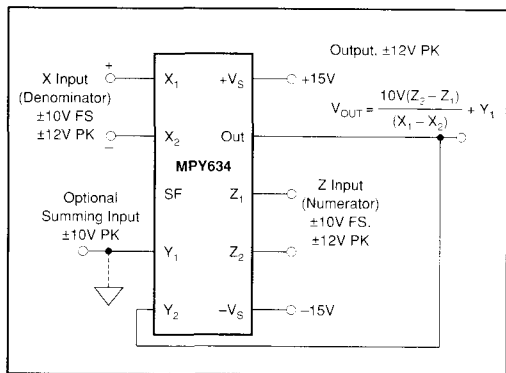 Output. ±12V PK
+
X Input
(Denominator)
±10V FS
±12V PK
–
X1
X2
MPY634
SF
Y1
Y2
+VS
Out
Z1
Z2
–VS
+15V
VOUT = 10V(Z2 – Z1) / (X1 – X2) + Y1
Z Input
(Numerator)
±10V FS.
±12V PK
–15V
Optional
Summing Input
±10V PK